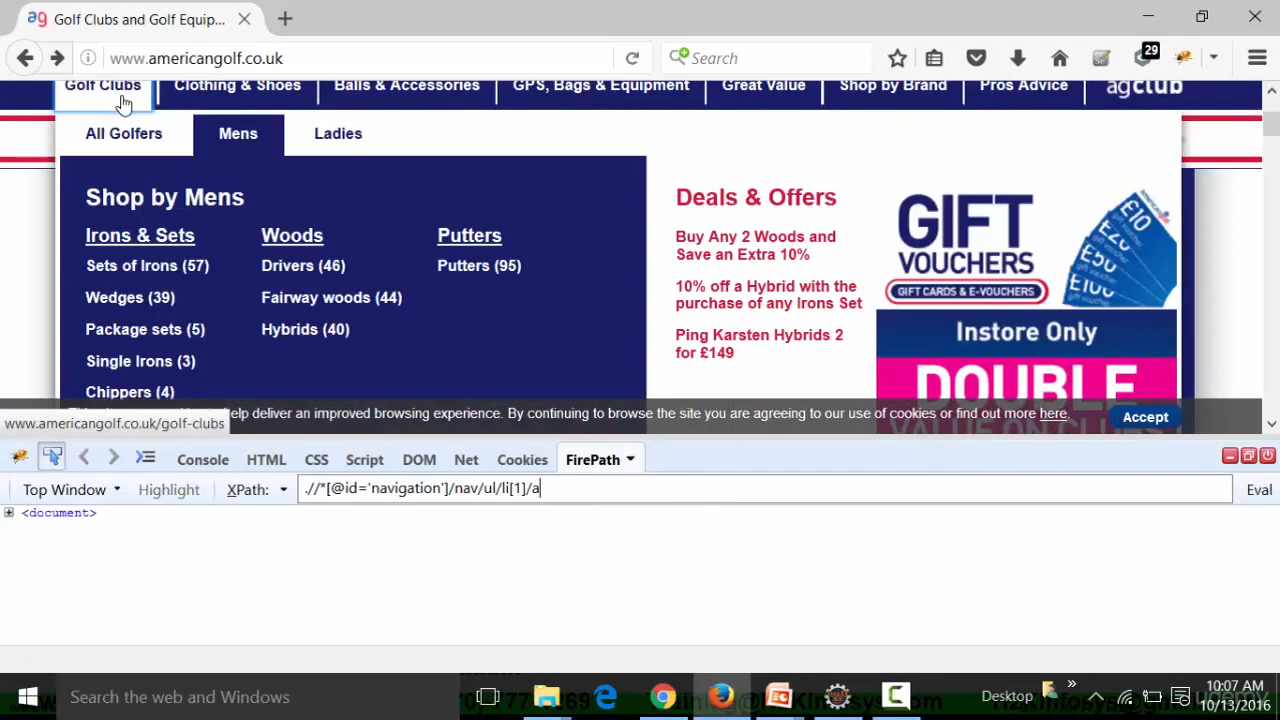 ag Golf Clubs and Golf Equip...
www.americangolf.co.uk
Search
29
Golf Clubs
Clothing & Shoes
Balls & Accessories
GPS, Bags & Equipment
Great Value
Shop by Brand
Pros Advice
agclub
All Golfers
Mens
Ladies
Shop by Mens
Irons & Sets
Woods
Putters
Sets of Irons (57)
Drivers (46)
Putters (95)
Wedges (39)
Fairway woods (44)
Package sets (5)
Hybrids (40)
Single Irons (3)
Chippers (4)
Deals & Offers
Buy Any 2 Woods and
Save an Extra 10%
10% off a Hybrid with the
purchase of any Irons Set
Ping Karsten Hybrids 2
for £149
GIFT
VOUCHERS
GIFT CARDS & E-VOUCHERS
£10
£20
£50
£100
Instore Only
DOUBLE
VALUE ON CLUBS
help deliver an improved browsing experience. By continuing to browse the site you are agreeing to our use of cookies or find out more here.
Accept
www.americangolf.co.uk/golf-clubs
Console
HTML
CSS
Script
DOM
Net
Cookies
FirePath
Top Window
Highlight
XPath:
.//*[@id='navigation']/nav/ul/li[1]/a
Eval
<document>
Search the web and Windows
Desktop
10:07 AM
10/13/2016